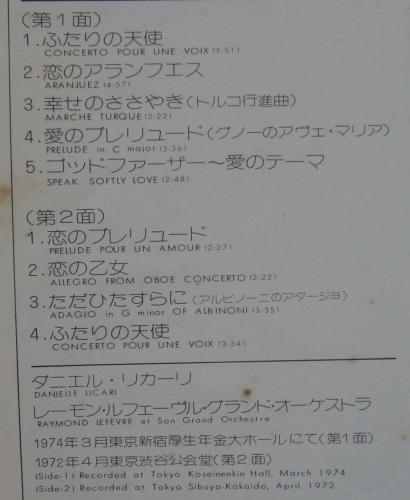 (第1面)
1.ふたりの天使
CONCERTO POUR UNE VOIX (3:51)
2.恋のアランフエス
ARANJUEZ (4:57)
3.幸せのささやき(トルコ行進曲)
MARCHE TURQUE (2:22)
4.愛のプレリュード(グノーのアヴェ・マリア)
PRELUDE in C major (3:36)
5.ゴッドファーザー〜愛のテーマ
SPEAK SOFTLY LOVE (2:48)
(第2面)
1.恋のプレリュード
PRELUDE POUR UN AMOUR (2:27)
2.恋の乙女
ALLEGRO FROM OBOE CONCERTO (2:22)
3.ただひたすらに(アルビノーニのアタージョ)
ADAGIO in G minor OF ALBINONI (3:35)
4.ふたりの天使
CONCERTO POUR UNE VOIX (3:34)
ダニエル・リカーリ
DANIELLE LICARI
レーモン・ルフェーヴル・グランド・オーケストラ
RAYMOND LEFEVRE et Son Grand Orchestre
1974年3月東京新宿厚生年金大ホールにて(第1面)
1972年4月東京渋谷公会堂(第2面)
(Side-1) Recorded at Tokyo Koseinenkin Hall, March 1974
(Side-2) Recorded at Tokyo Sibuya-Kokaido, April 1972